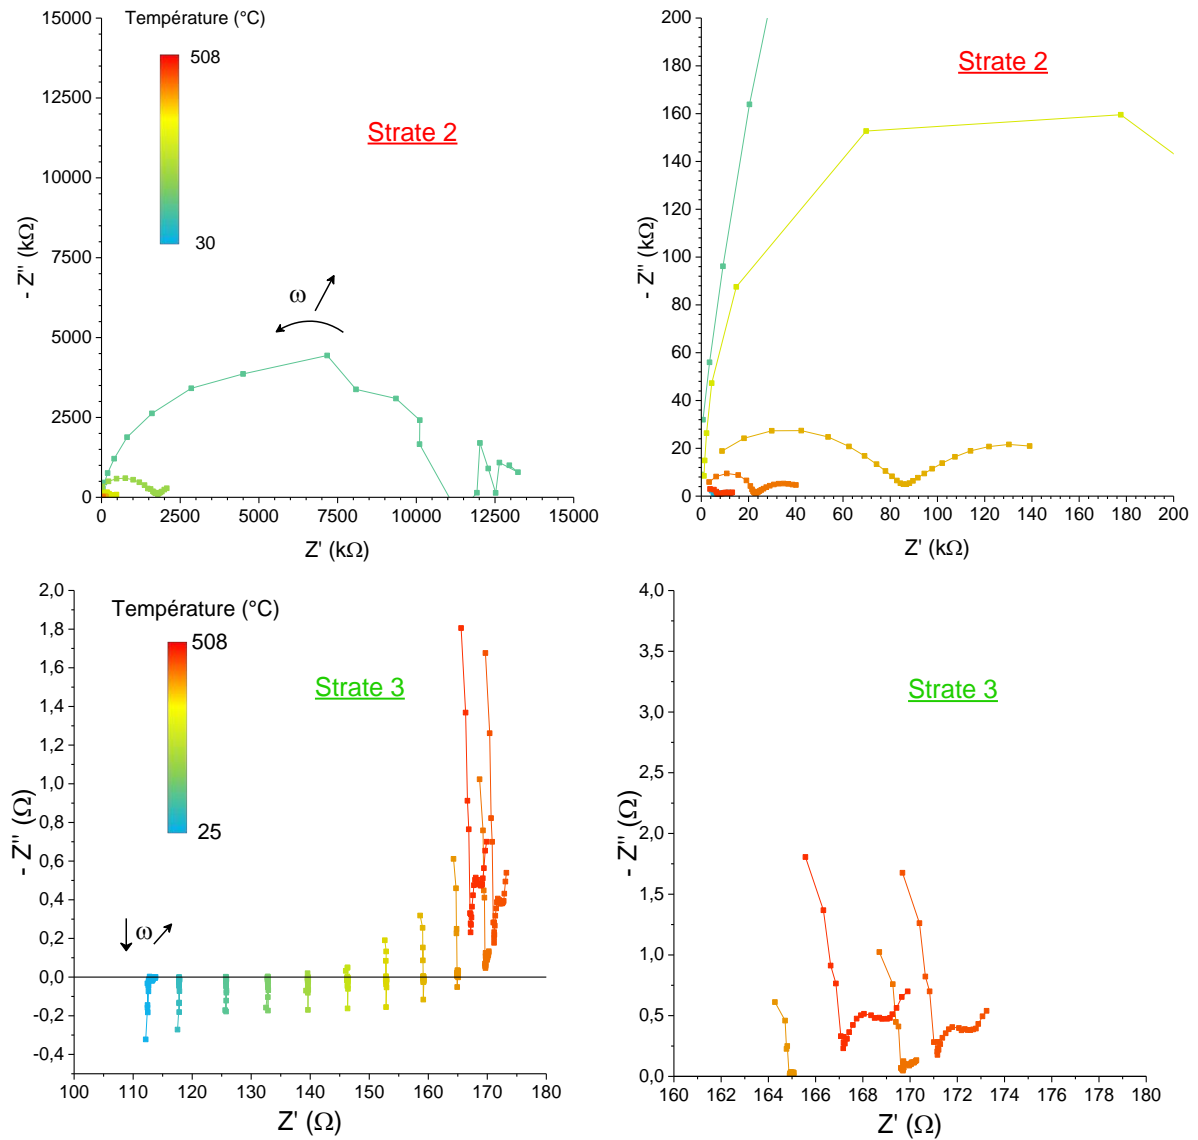 Température (°C)
508
30
Strate 2
ω
- Z'' (kΩ)
15000
12500
10000
7500
5000
2500
0
0 2500 5000 7500 10000 12500 15000
Z' (kΩ)
Strate 2
- Z'' (kΩ)
200
180
160
140
120
100
80
60
40
20
0
0 20 40 60 80 100 120 140 160 180 200
Z' (kΩ)
Température (°C)
508
25
Strate 3
ω
- Z'' (Ω)
2,0
1,8
1,6
1,4
1,2
1,0
0,8
0,6
0,4
0,2
0,0
-0,2
-0,4
100 110 120 130 140 150 160 170 180
Z' (Ω)
Strate 3
- Z'' (Ω)
4,0
3,5
3,0
2,5
2,0
1,5
1,0
0,5
0,0
160 162 164 166 168 170 172 174 176 178 180
Z' (Ω)